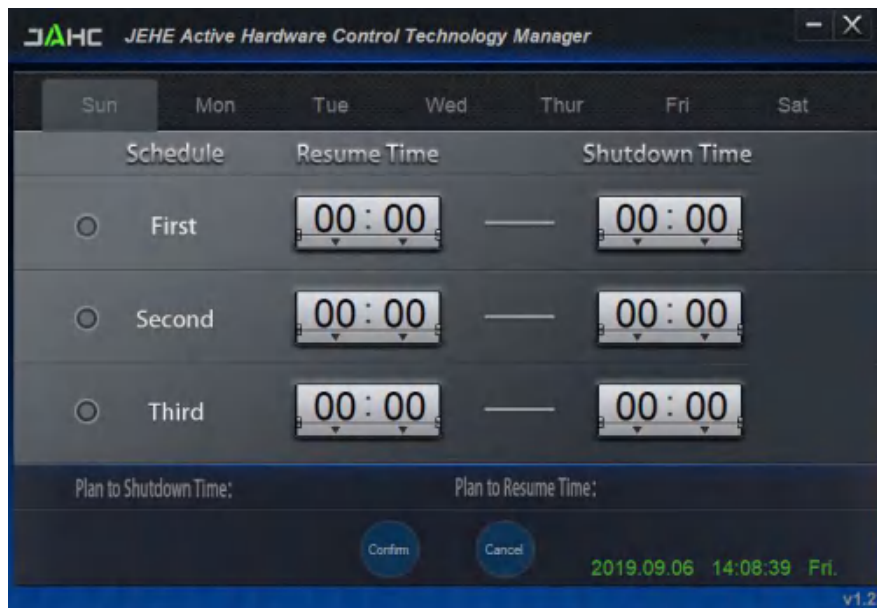 JAHC JEHE Active Hardware Control Technology Manager
Sun Mon Tue Wed Thur Fri Sat
Schedule Resume Time Shutdown Time
First 00:00 00:00
Second 00:00 00:00
Third 00:00 00:00
Plan to Shutdown Time: Plan to Resume Time:
Confirm Cancel
2019.09.06 14:08:39 Fri.
v1.2